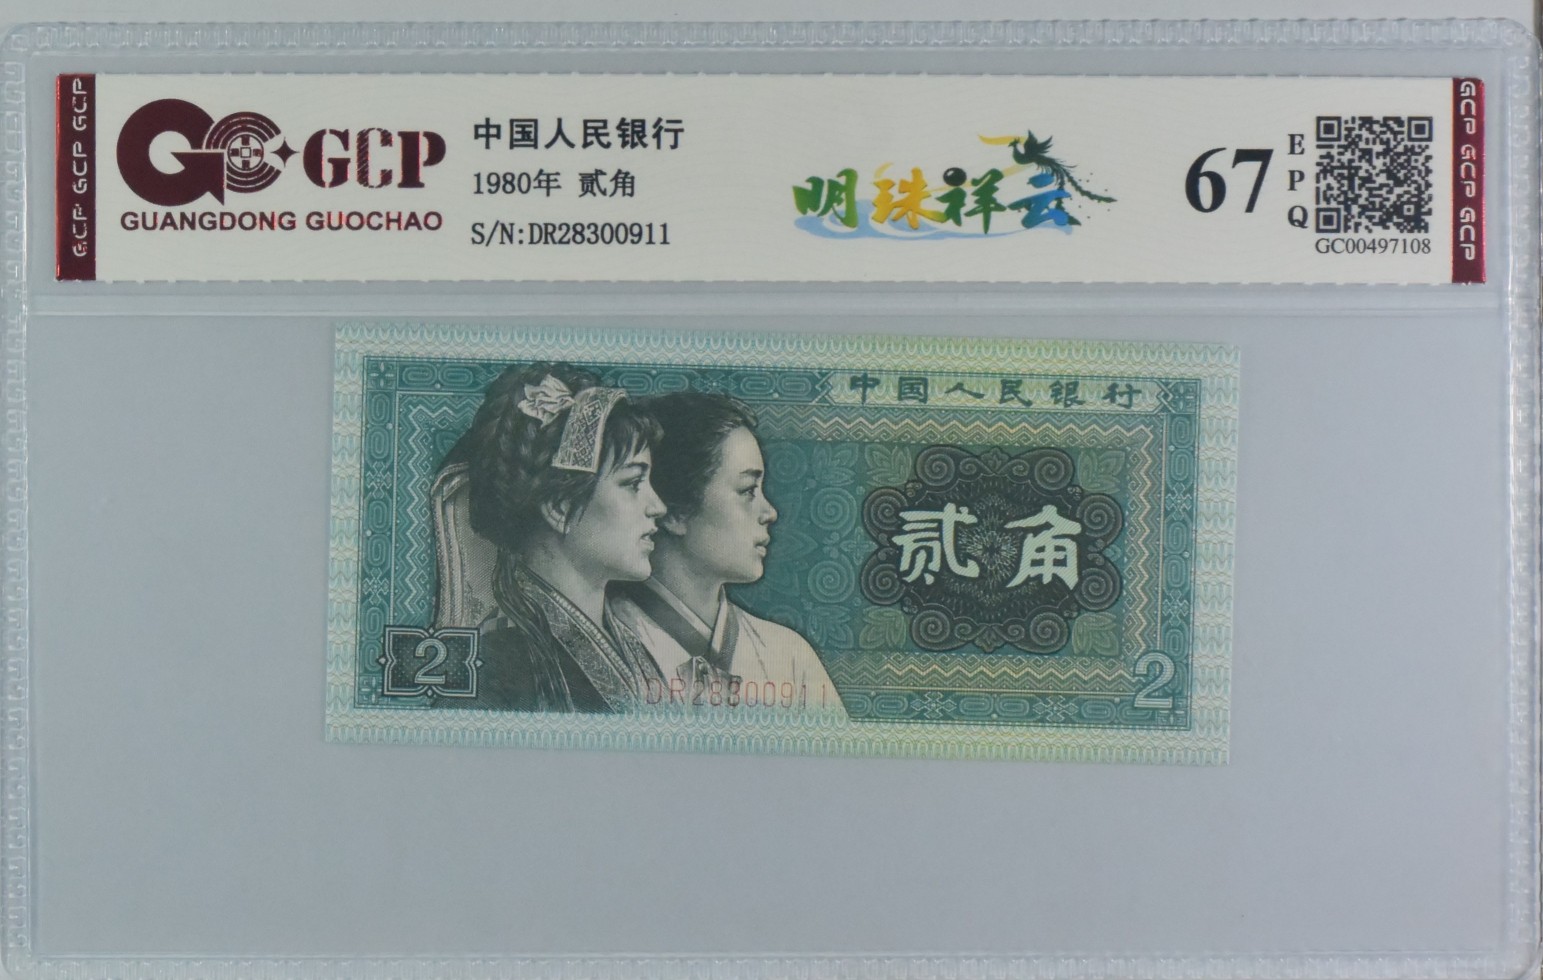 GCP GCP GCP
GCP
GUANGDONG GUOCHAO
中国人民银行
1980年 贰角
S/N:DR28300911
明珠祥云
67
EPQ
GC00497108
GCP GCP GCP
中国人民银行
贰角
2
DR28300911
2